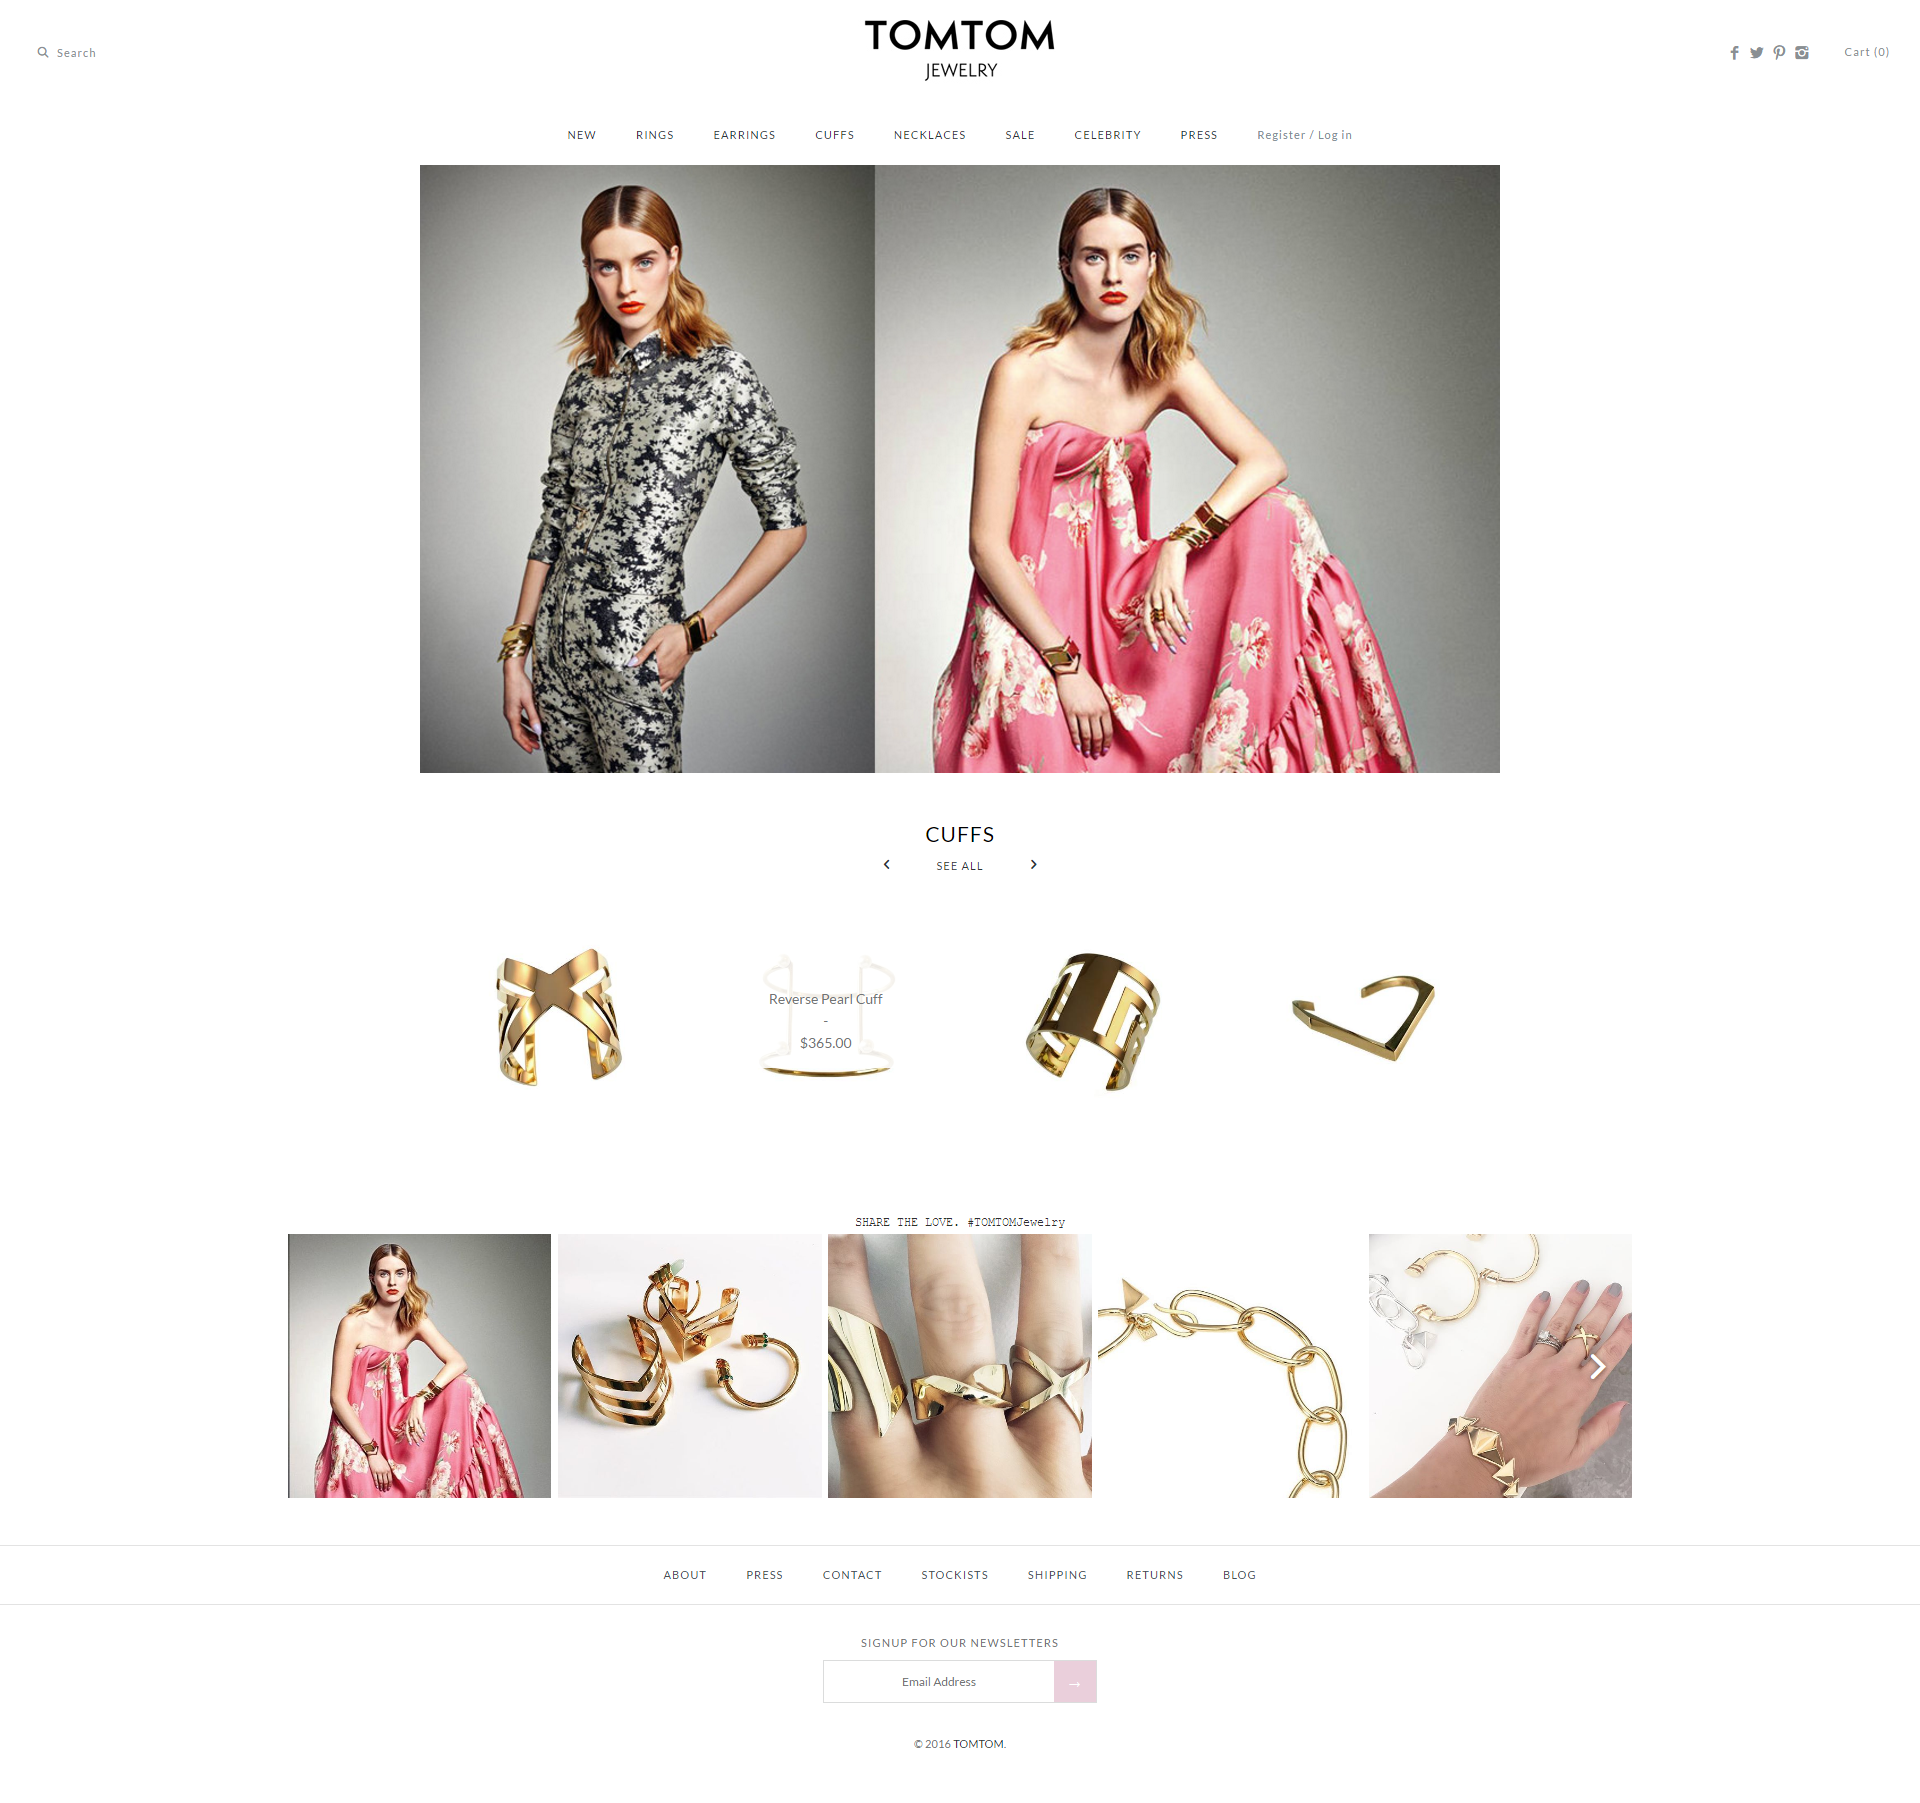 Search
TOMTOM
JEWELRY
Cart (0)
NEW RINGS EARRINGS CUFFS NECKLACES SALE CELEBRITY PRESS Register / Log in
CUFFS
SEE ALL
Reverse Pearl Cuff
-
$365.00
SHARE THE LOVE. #TOMTOMJewelry
ABOUT PRESS CONTACT STOCKISTS SHIPPING RETURNS BLOG
SIGNUP FOR OUR NEWSLETTERS
Email Address →
© 2016 TOMTOM.